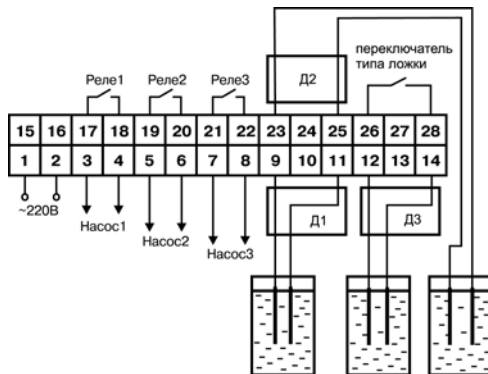 переключатель
типа ложки
Д2
Реле1 Реле2 Реле3
15 16 17 18 19 20 21 22 23 24 25 26 27 28
1 2 3 4 5 6 7 8 9 10 11 12 13 14
~220В
Насос1
Насос2
Насос3
Д1 Д3